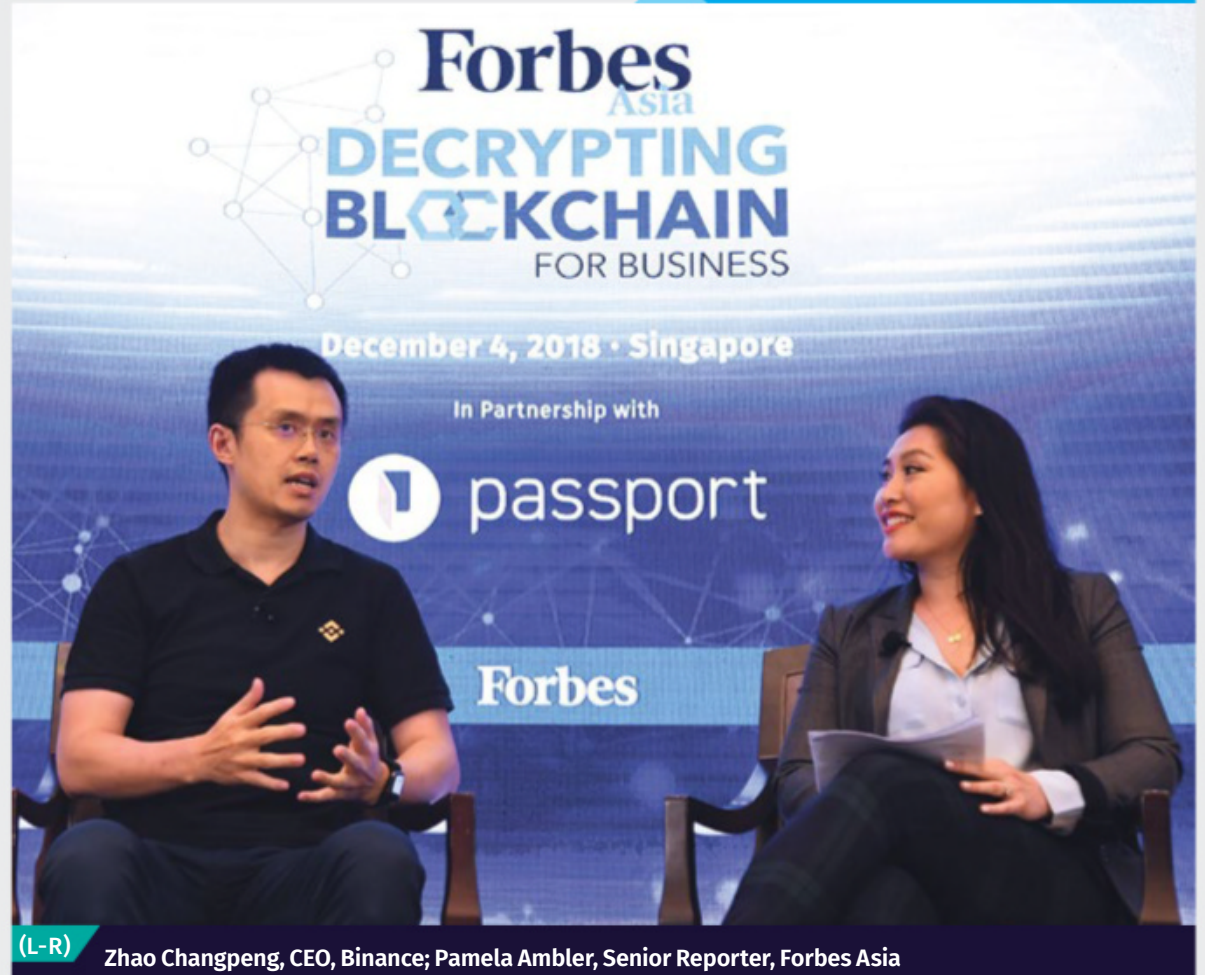 Forbes
Asia
DECRYPTING
BLOCKCHAIN
FOR BUSINESS
December 4, 2018 • Singapore
In Partnership with
passport
Forbes
(L-R) Zhao Changpeng, CEO, Binance; Pamela Ambler, Senior Reporter, Forbes Asia